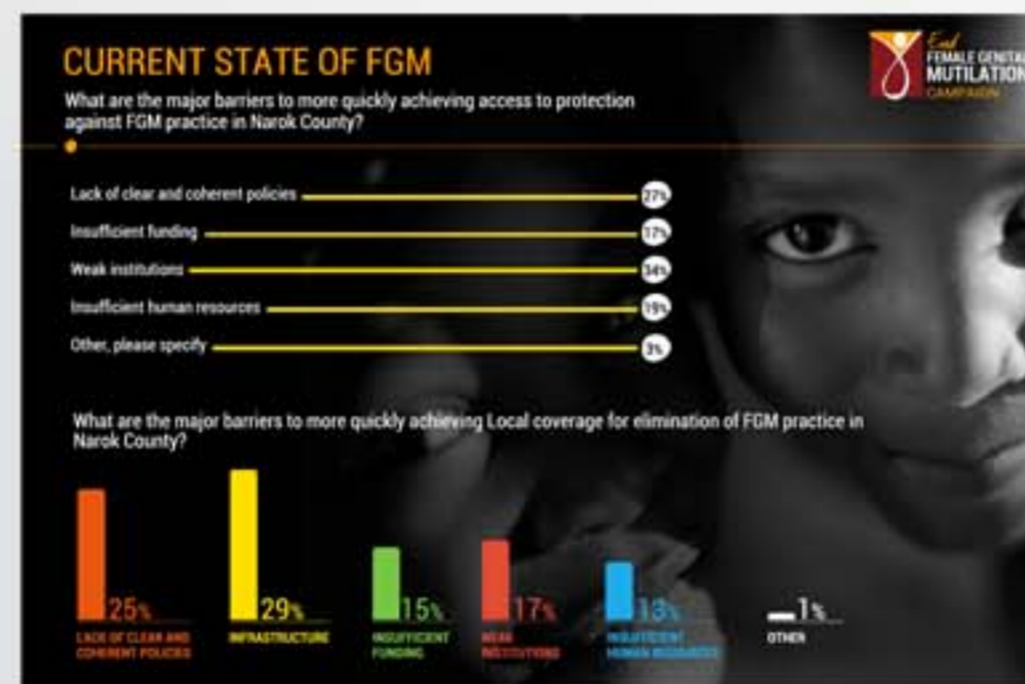 CURRENT STATE OF FGM
What are the major barriers to more quickly achieving access to protection
against FGM practice in Narok County?
End
FEMALE GENITAL
MUTILATION
CAMPAIGN
Lack of clear and coherent policies 27%
Insufficient funding 17%
Weak institutions 34%
Insufficient human resources 19%
Other, please specify 3%
What are the major barriers to more quickly achieving Local coverage for elimination of FGM practice in
Narok County?
25%
LACK OF CLEAR AND
COHERENT POLICIES
29%
INFRASTRUCTURE
15%
INSUFFICIENT
FUNDING
17%
WEAK
INSTITUTIONS
13%
INSUFFICIENT
HUMAN RESOURCES
1%
OTHER